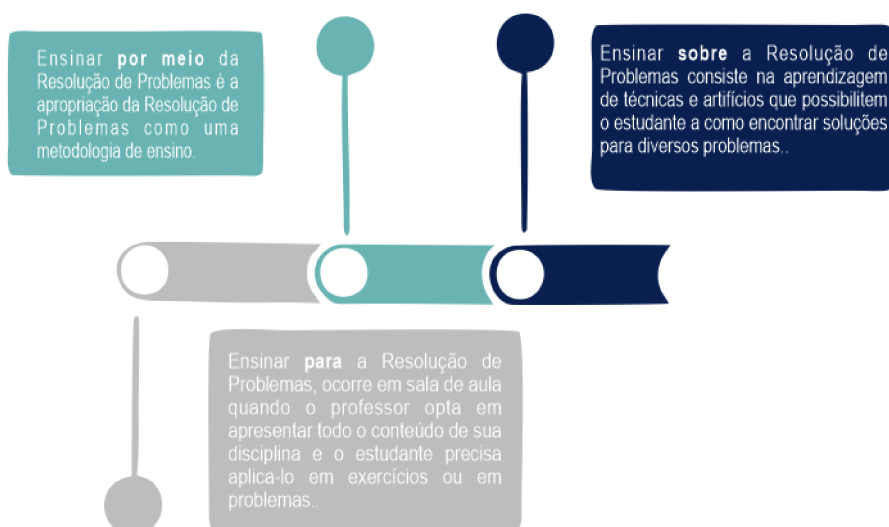 Ensinar por meio da
Resolução de Problemas é a
apropriação da Resolução de
Problemas como uma
metodologia de ensino.
Ensinar sobre a Resolução de
Problemas consiste na aprendizagem
de técnicas e artifícios que possibilitem
o estudante a como encontrar soluções
para diversos problemas..
Ensinar para a Resolução de
Problemas, ocorre em sala de aula
quando o professor opta em
apresentar todo o conteúdo de sua
disciplina e o estudante precisa
aplica-lo em exercícios ou em
problemas..